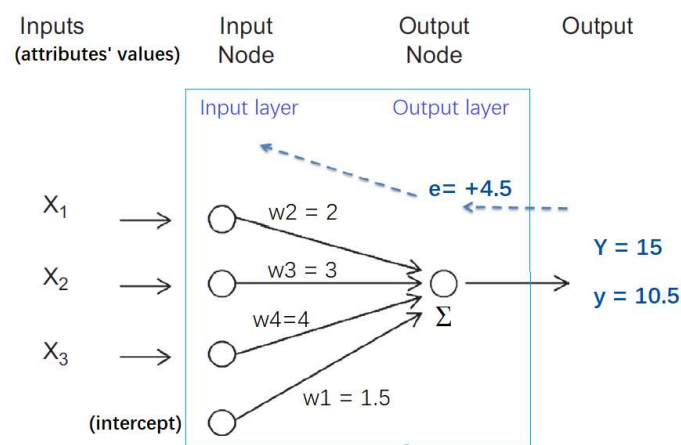 Inputs
(attributes' values)
Input
Node
Output
Node
Output
Input layer
Output layer
e= +4.5
X1
w2 = 2
X2
w3 = 3
Y = 15
y = 10.5
w4=4
Σ
X3
w1 = 1.5
(intercept)